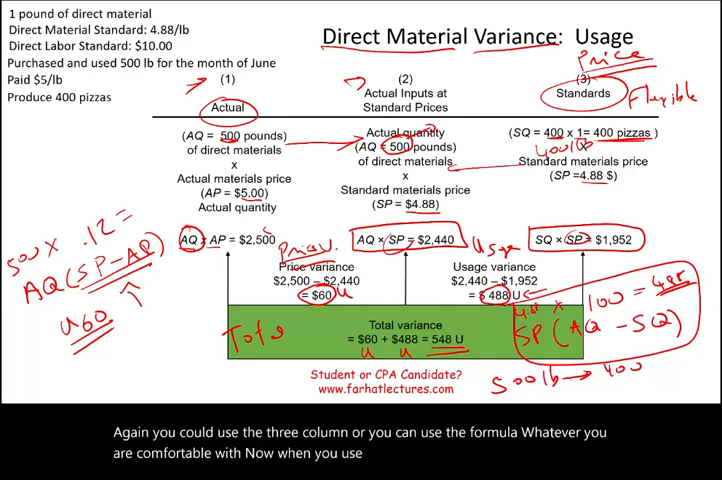 1 pound of direct material
Direct Material Standard: 4.88/lb
Direct Labor Standard: $10.00
Purchased and used 500 lb for the month of June
Paid $5/lb
Produce 400 pizzas
Direct Material Variance: Usage
Price
(1)
Actual
(2)
Actual Inputs at
Standard Prices
(3)
Standards
Flexible
(AQ = 500 pounds)
of direct materials
x
Actual materials price
(AP = $5.00)
Actual quantity
Actual quantity
(AQ = 500 pounds)
of direct materials
x
Standard materials price
(SP = $4.88)
(SQ = 400 x 1= 400 pizzas )
400lb
x
Standard materials price
(SP =4.88 $)
AQ x AP = $2,500
AQ × SP = $2,440
SQ × SP = $1,952
500 x .12 =
AQ(SP-AP)
U60
Price V.
Price variance
$2,500 – $2,440
= $60 U
Usage
Usage variance
$2,440 – $1,952
= $ 488 U
4.88 x 100 = 488
SP (AQ - SQ)
500lb → 400
Total variance
= $60 + $488 = 548 U
U U
Student or CPA Candidate?
www.farhatlectures.com
Again you could use the three column or you can use the formula Whatever you
are comfortable with Now when you use